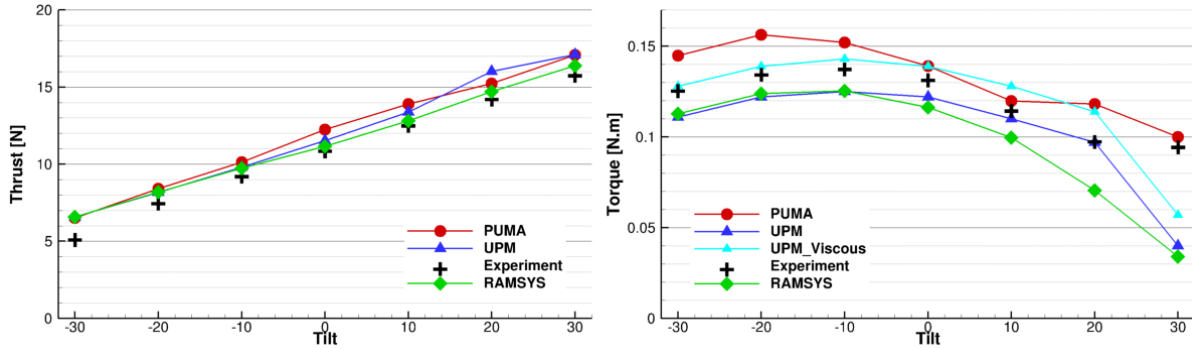 Thrust [N]
20
15
10
5
0
-30 -20 -10 0 10 20 30
Tilt
PUMA
UPM
Experiment
RAMSYS
Torque [N.m]
0.15
0.1
0.05
0
-30 -20 -10 0 10 20 30
Tilt
PUMA
UPM
UPM_Viscous
Experiment
RAMSYS